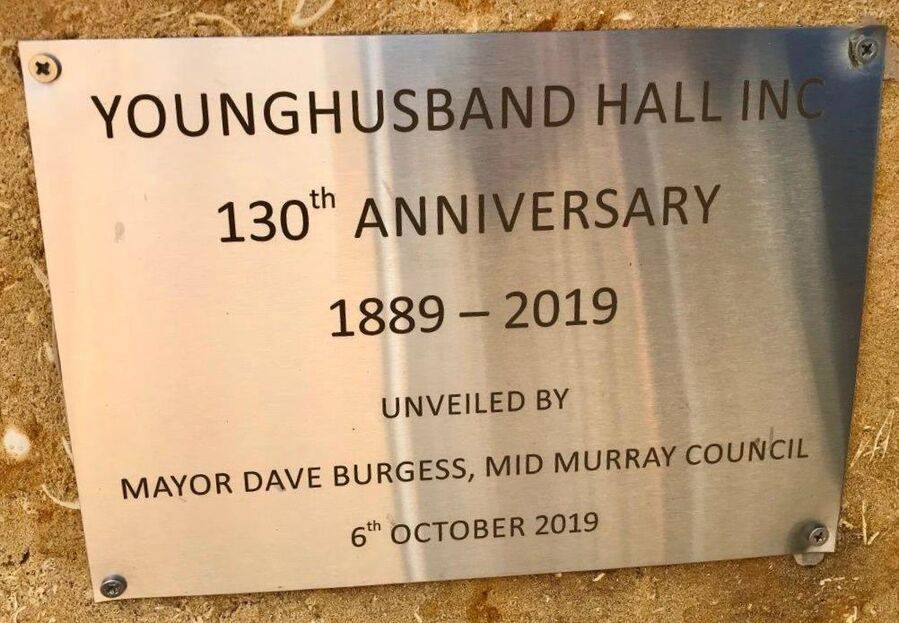 YOUNGHUSBAND HALL INC
130th ANNIVERSARY
1889 – 2019
UNVEILED BY
MAYOR DAVE BURGESS, MID MURRAY COUNCIL
6th OCTOBER 2019